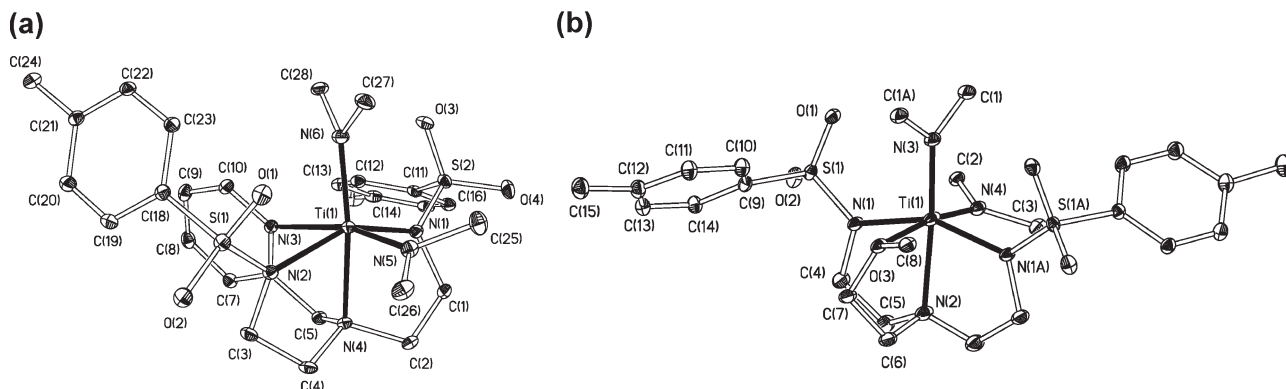 (a)
C(24)
C(22)
C(21)
C(23)
C(9)
C(10)
O(1)
C(20)
C(18)
C(19)
S(1)
C(8)
N(3)
N(2)
C(7)
O(2)
C(3)
C(5)
C(4)
N(4)
C(28)
C(27)
N(6)
O(3)
C(13)
C(12)
C(11)
S(2)
C(14)
C(16)
O(4)
Ti(1)
N(1)
N(5)
C(25)
C(26)
C(1)
C(2)
(b)
O(1)
C(1A)
C(1)
C(11)
C(10)
S(1)
N(3)
C(12)
C(2)
C(15)
C(13)
C(14)
C(9)
O(2)
N(1)
Ti(1)
N(4)
C(3)
S(1A)
C(8)
O(3)
N(1A)
C(4)
C(7)
C(5)
N(2)
C(6)